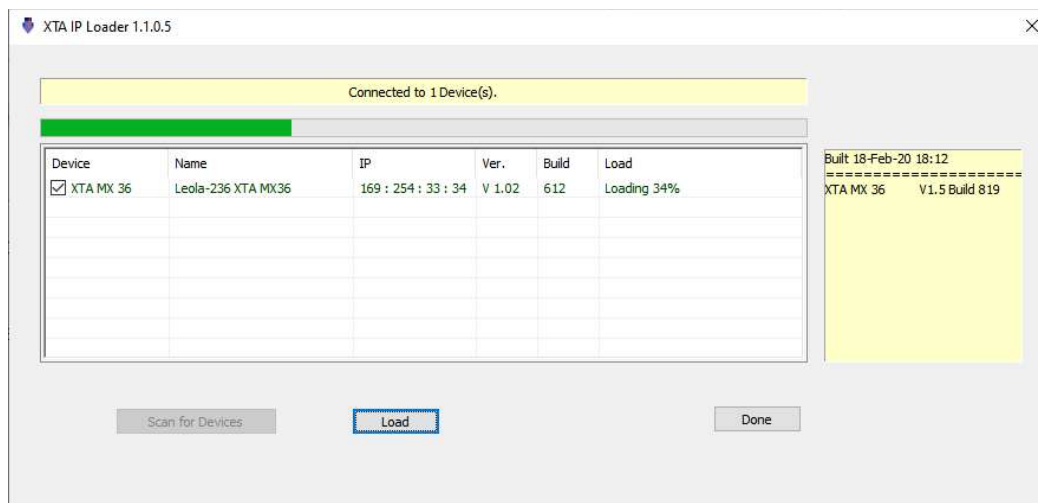 XTA IP Loader 1.1.0.5
Connected to 1 Device(s).
Device Name IP Ver. Build Load
XTA MX 36 Leola-236 XTA MX36 169 : 254 : 33 : 34 V 1.02 612 Loading 34%
Built 18-Feb-20 18:12
======================
XTA MX 36 V1.5 Build 819
Scan for Devices Load Done